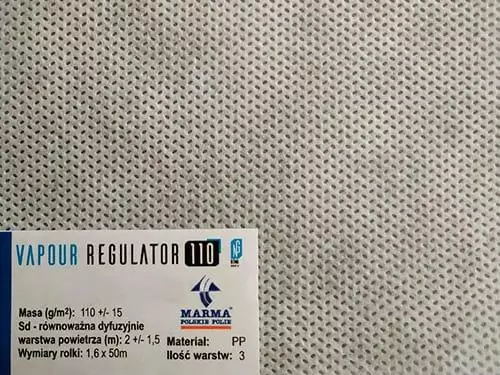 VAPOUR REGULATOR 110
NG
MARMA
POLSKIE FOLIE
Masa (g/m²): 110 +/- 15
Sd - równoważna dyfuzyjnie
warstwa powietrza (m): 2 +/- 1,5
Wymiary rolki: 1,6 x 50m
Materiał: PP
Ilość warstw: 3